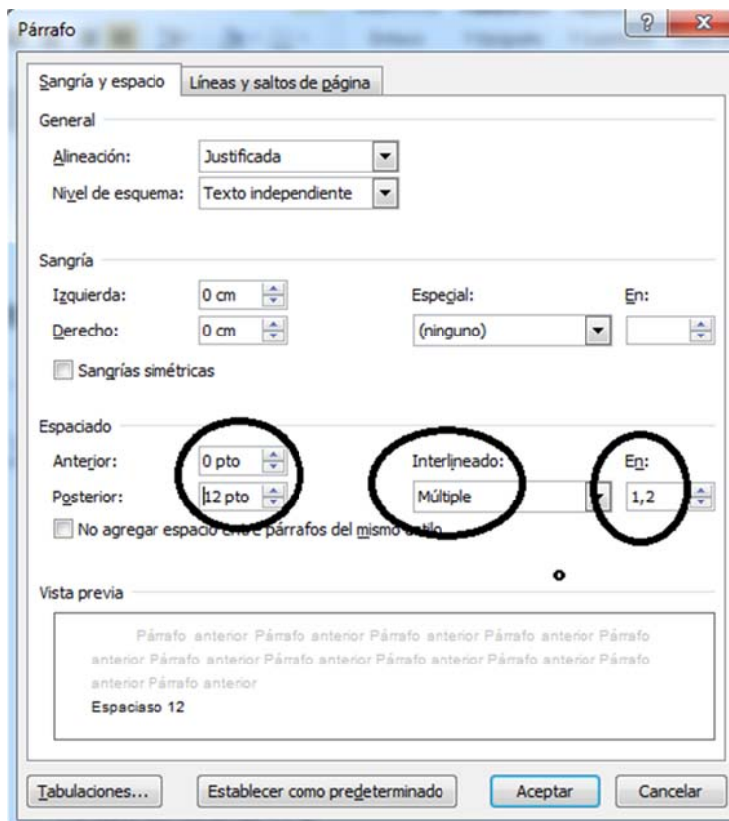 Párrafo
Sangría y espacio Líneas y saltos de página
General
Alineación: Justificada
Nivel de esquema: Texto independiente
Sangría
Izquierda: 0 cm Especial: En:
Derecho: 0 cm (ninguno)
Sangrías simétricas
Espaciado
Anterior: 0 pto Interlineado: En:
Posterior: 12 pto Múltiple 1,2
No agregar espacio entre párrafos del mismo estilo
Vista previa
Párrafo anterior Párrafo anterior Párrafo anterior Párrafo anterior Párrafo
anterior Párrafo anterior Párrafo anterior Párrafo anterior Párrafo
anterior Párrafo anterior
Espaciaso 12
Tabulaciones... Establecer como predeterminado Aceptar Cancelar